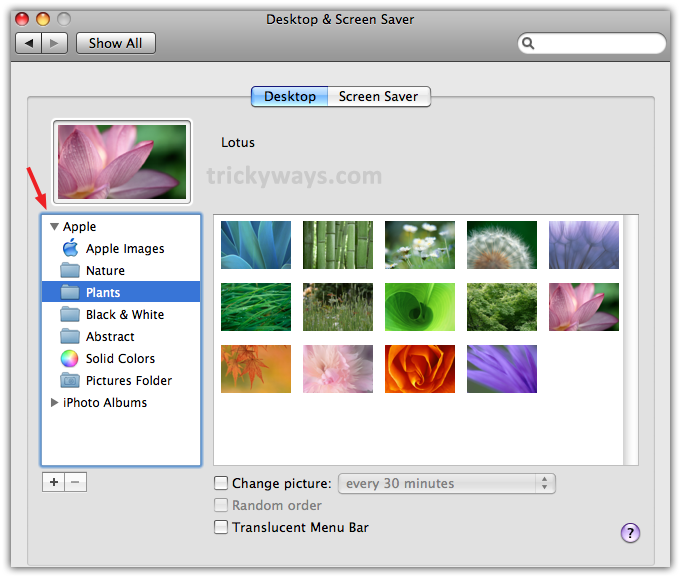 Desktop & Screen Saver
Show All
Desktop Screen Saver
Lotus
trickyways.com
Apple
Apple Images
Nature
Plants
Black & White
Abstract
Solid Colors
Pictures Folder
iPhoto Albums
+ −
Change picture: every 30 minutes
Random order
Translucent Menu Bar
?